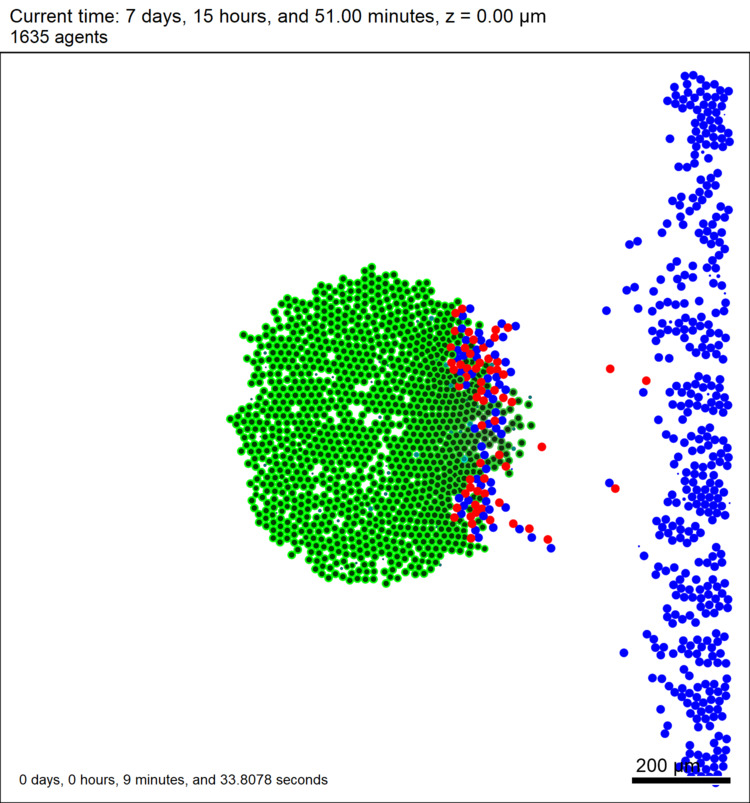 Current time: 7 days, 15 hours, and 51.00 minutes, z = 0.00 μm
1635 agents
200 μm
0 days, 0 hours, 9 minutes, and 33.8078 seconds